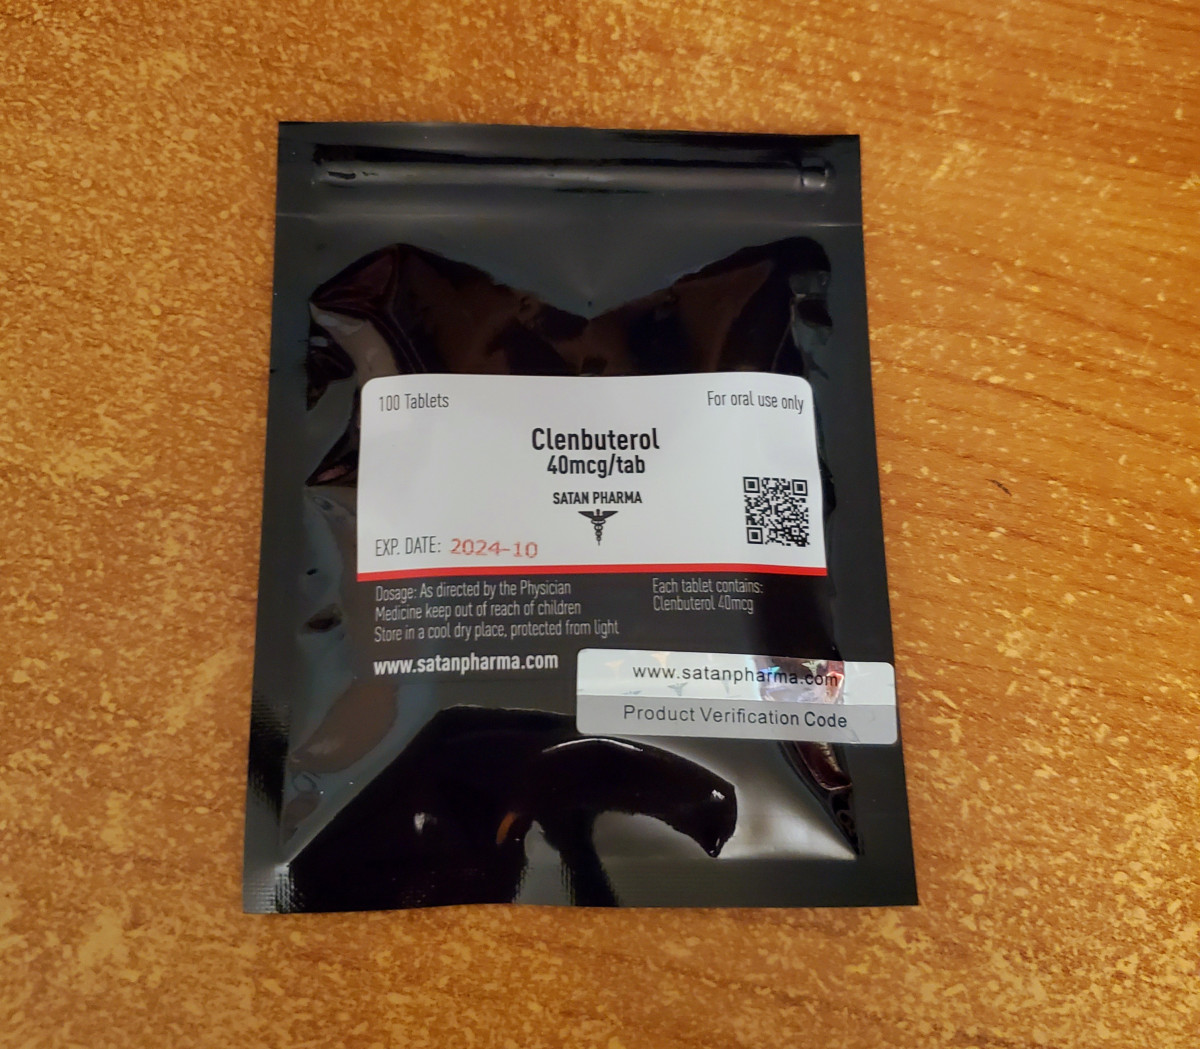 100 Tablets
For oral use only
Clenbuterol
40mcg/tab
SATAN PHARMA
EXP. DATE: 2024-10
Dosage: As directed by the Physician
Medicine keep out of reach of children
Store in a cool dry place, protected from light
Each tablet contains:
Clenbuterol 40mcg
www.satanpharma.com
www.satanpharma.com
Product Verification Code